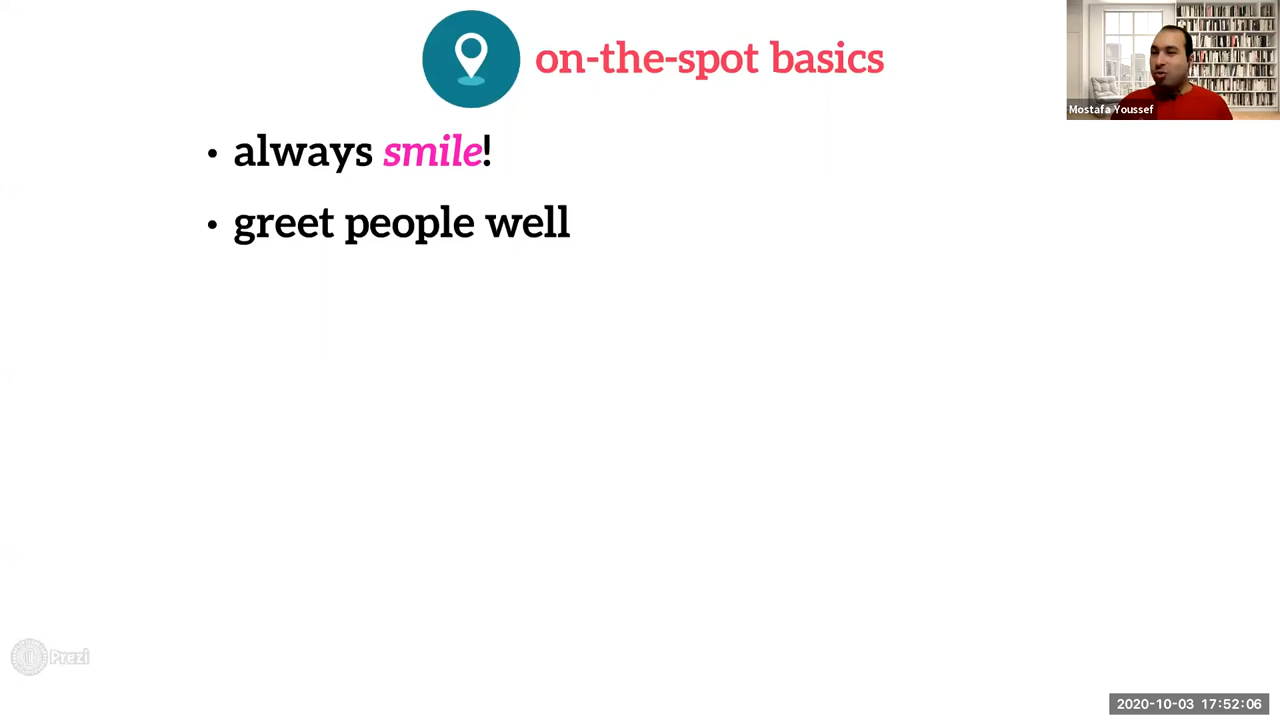 on-the-spot basics
Mostafa Youssef
• always smile!
• greet people well
Prezi
2020-10-03 17:52:06